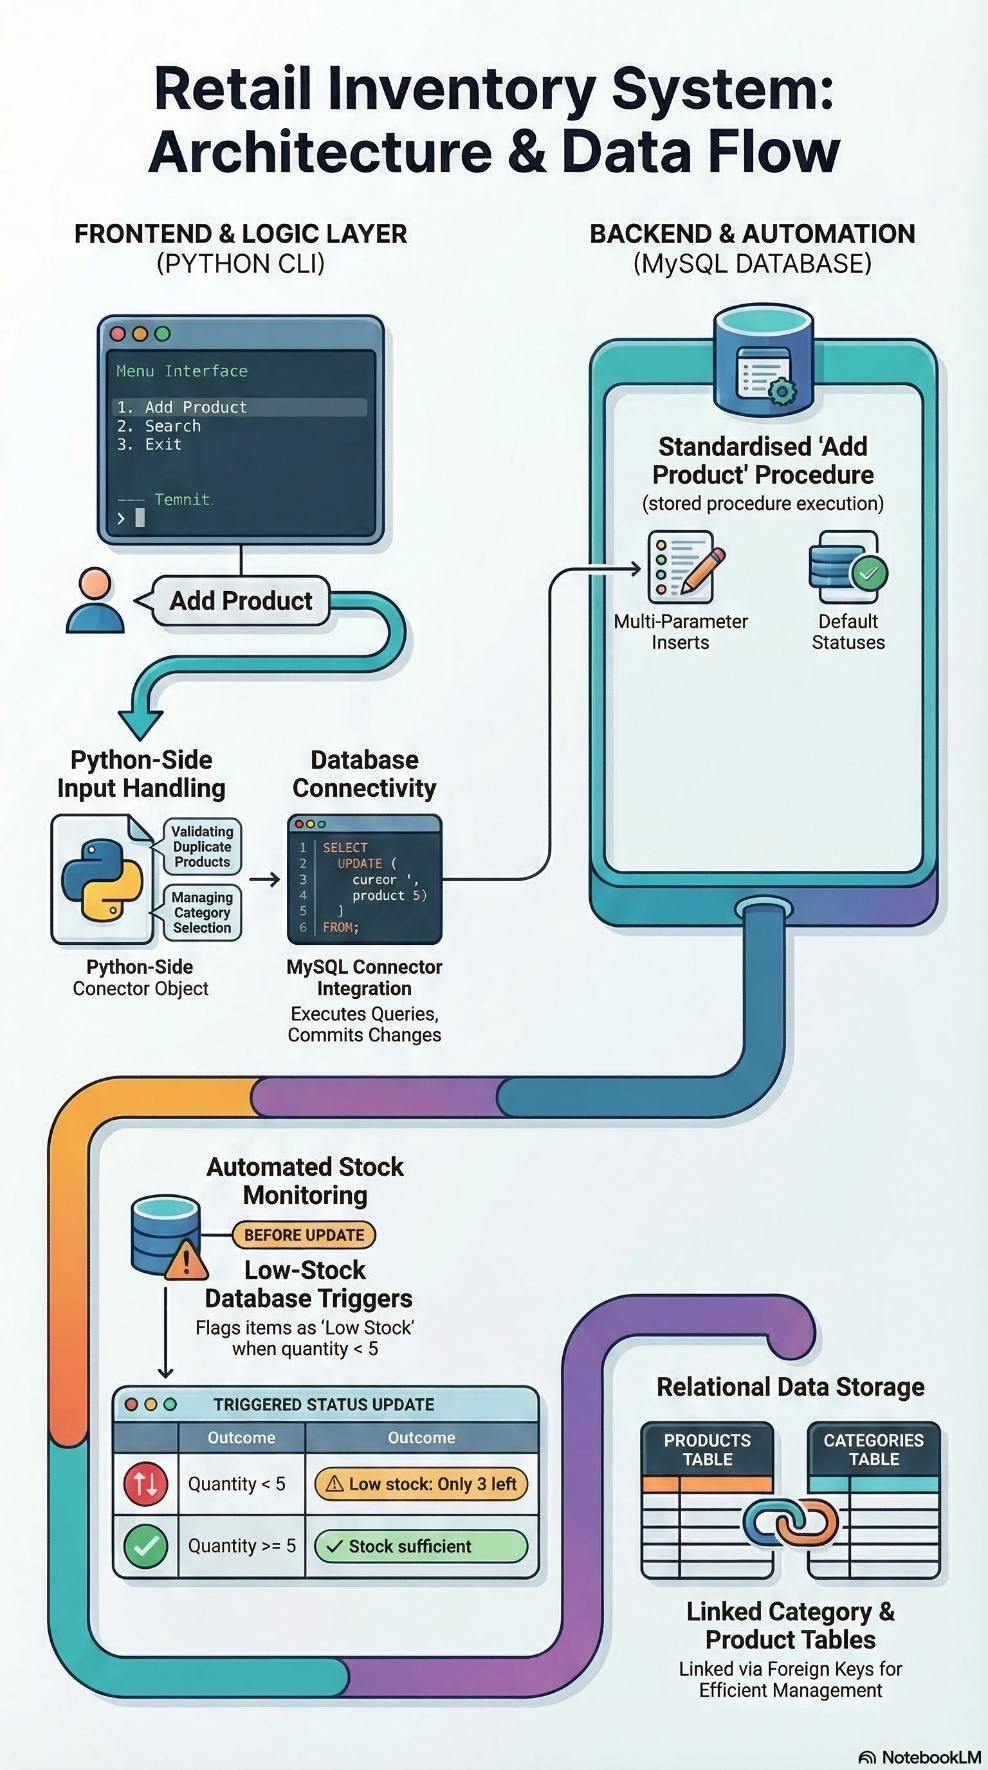 Retail Inventory System:
Architecture & Data Flow
FRONTEND & LOGIC LAYER
(PYTHON CLI)
BACKEND & AUTOMATION
(MySQL DATABASE)
Menu Interface
1. Add Product
2. Search
3. Exit
--- Temnit.
>
Add Product
Standardised ‘Add
Product’ Procedure
(stored procedure execution)
Multi-Parameter
Inserts
Default
Statuses
Python-Side
Input Handling
Validating
Duplicate
Products
Managing
Category
Selection
Python-Side
Conector Object
Database
Connectivity
1 SELECT
2 UPDATE (
3 cureor ',
4 product 5)
5 ]
6 FROM;
MySQL Connector
Integration
Executes Queries,
Commits Changes
Automated Stock
Monitoring
BEFORE UPDATE
Low-Stock
Database Triggers
Flags items as ‘Low Stock’
when quantity < 5
TRIGGERED STATUS UPDATE
Outcome Outcome
Quantity < 5 Low stock: Only 3 left
Quantity >= 5 Stock sufficient
Relational Data Storage
PRODUCTS
TABLE
CATEGORIES
TABLE
Linked Category &
Product Tables
Linked via Foreign Keys for
Efficient Management
NotebookLM